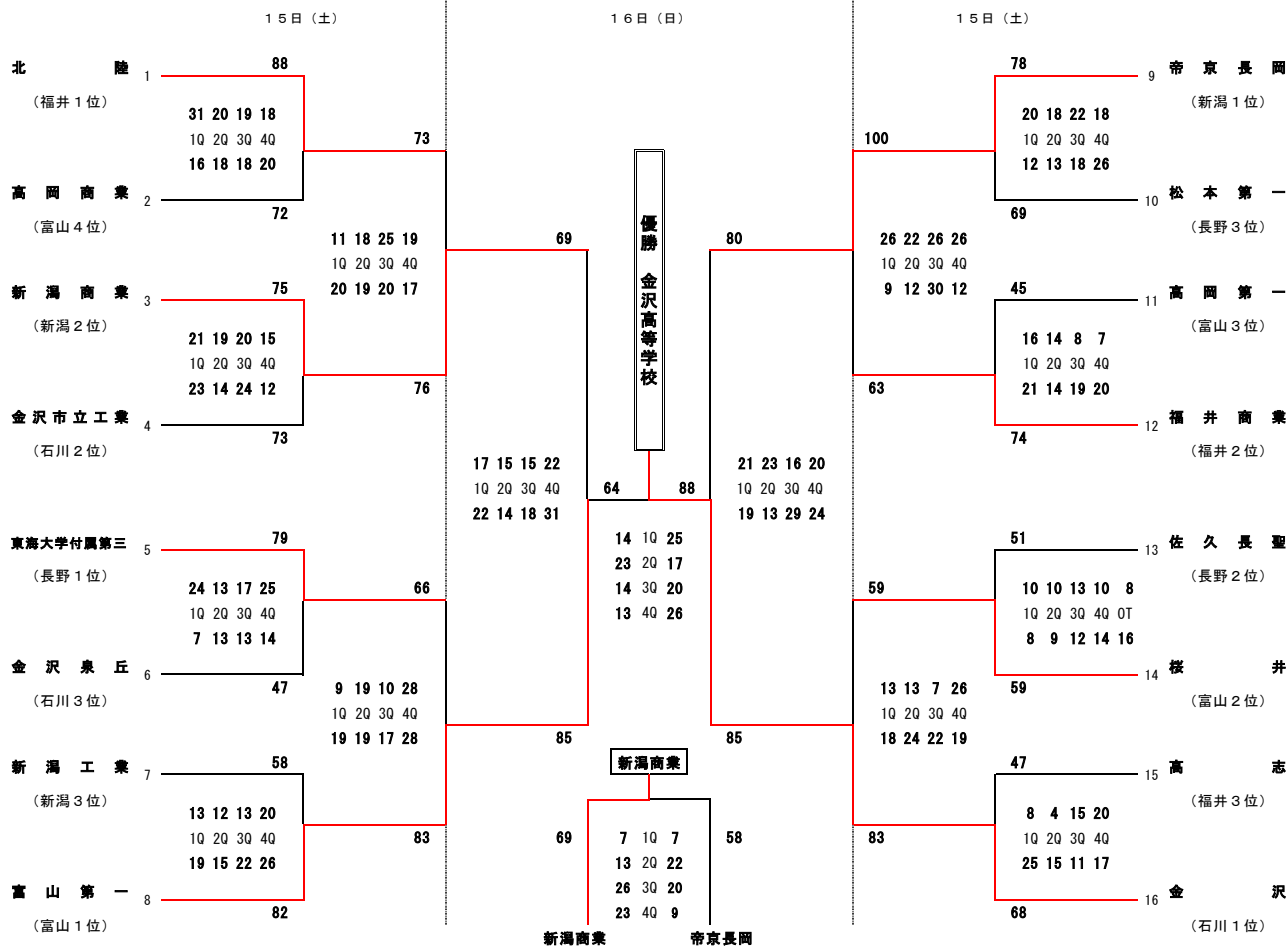 １５日（土）
１６日（日）
１５日（土）
北陸 1 88
（福井１位）
31 20 19 18
1Q 2Q 3Q 4Q
16 18 18 20
高岡商業 2 72
（富山４位）
73
11 18 25 19
1Q 2Q 3Q 4Q
20 19 20 17
新潟商業 3 75
（新潟２位）
21 19 20 15
1Q 2Q 3Q 4Q
23 14 24 12
金沢市立工業 4 73
（石川２位）
76
69
17 15 15 22
1Q 2Q 3Q 4Q
22 14 18 31
東海大学付属第三 5 79
（長野１位）
24 13 17 25
1Q 2Q 3Q 4Q
7 13 13 14
金沢泉丘 6 47
（石川３位）
66
9 19 10 28
1Q 2Q 3Q 4Q
19 19 17 28
新潟工業 7 58
（新潟３位）
13 12 13 20
1Q 2Q 3Q 4Q
19 15 22 26
富山第一 8 82
（富山１位）
83
85
優勝 金沢高等学校
64 88
14 1Q 25
23 2Q 17
14 3Q 20
13 4Q 26
新潟商業
69 58
7 1Q 7
13 2Q 22
26 3Q 20
23 4Q 9
新潟商業 帝京長岡
78 9 帝京長岡
（新潟１位）
20 18 22 18
1Q 2Q 3Q 4Q
12 13 18 26
69 10 松本第一
（長野３位）
100
26 22 26 26
1Q 2Q 3Q 4Q
9 12 30 12
45 11 高岡第一
（富山３位）
16 14 8 7
1Q 2Q 3Q 4Q
21 14 19 20
74 12 福井商業
（福井２位）
63
80
21 23 16 20
1Q 2Q 3Q 4Q
19 13 29 24
51 13 佐久長聖
（長野２位）
10 10 13 10 8
1Q 2Q 3Q 4Q OT
8 9 12 14 16
59 14 桜井
（富山２位）
59
13 13 7 26
1Q 2Q 3Q 4Q
18 24 22 19
47 15 高志
（福井３位）
8 4 15 20
1Q 2Q 3Q 4Q
25 15 11 17
68 16 金沢
（石川１位）
83
85